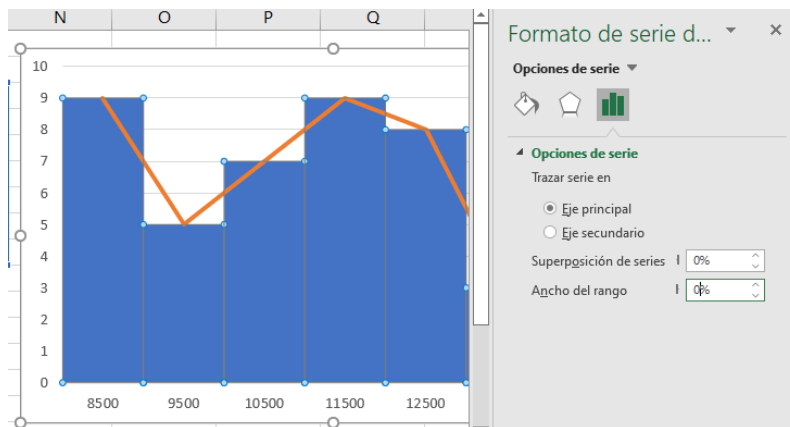 N O P Q
10
9
8
7
6
5
4
3
2
1
0
8500 9500 10500 11500 12500
Formato de serie d...
Opciones de serie
Opciones de serie
Trazar serie en
Eje principal
Eje secundario
Superposición de series 0%
Ancho del rango 0%